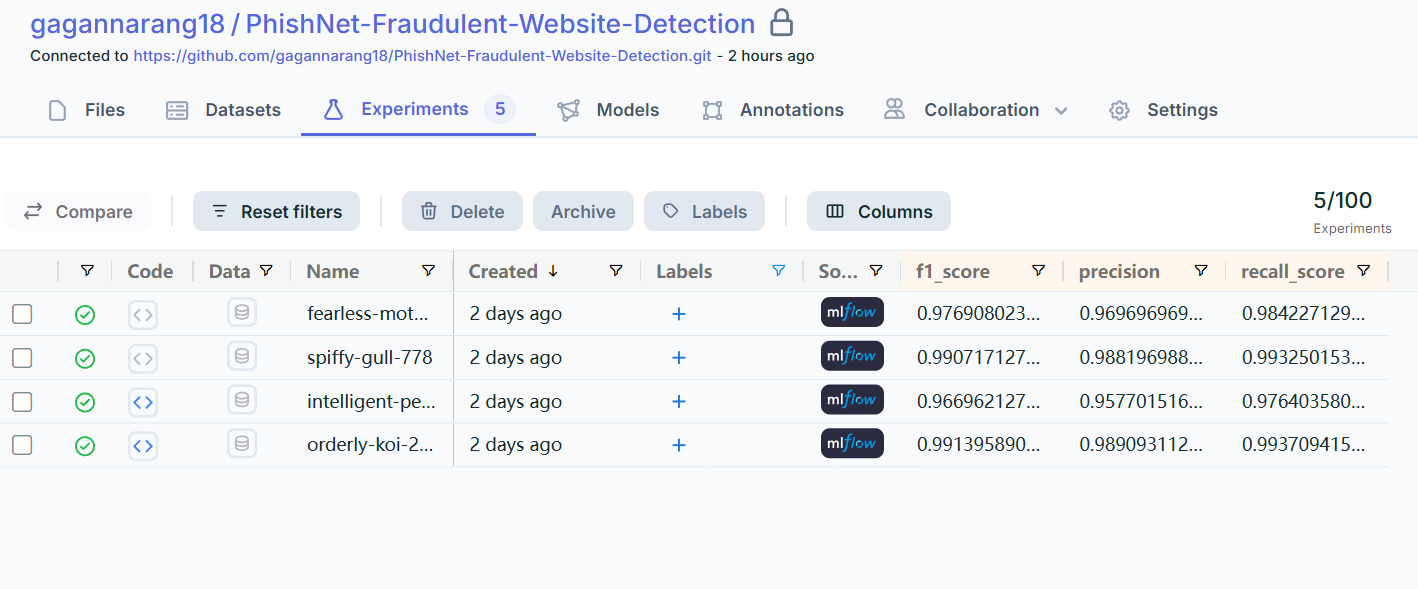 gagannarang18 / PhishNet-Fraudulent-Website-Detection
Connected to https://github.com/gagannarang18/PhishNet-Fraudulent-Website-Detection.git - 2 hours ago
Files Datasets Experiments 5 Models Annotations Collaboration Settings
Compare Reset filters Delete Archive Labels Columns 5/100
Experiments
Code Data Name Created ↓ Labels So... f1_score precision recall_score
fearless-mot... 2 days ago + mlflow 0.976908023... 0.969696969... 0.984227129...
spiffy-gull-778 2 days ago + mlflow 0.990717127... 0.988196988... 0.993250153...
intelligent-pe... 2 days ago + mlflow 0.966962127... 0.957701516... 0.976403580...
orderly-koi-2... 2 days ago + mlflow 0.991395890... 0.989093112... 0.993709415...